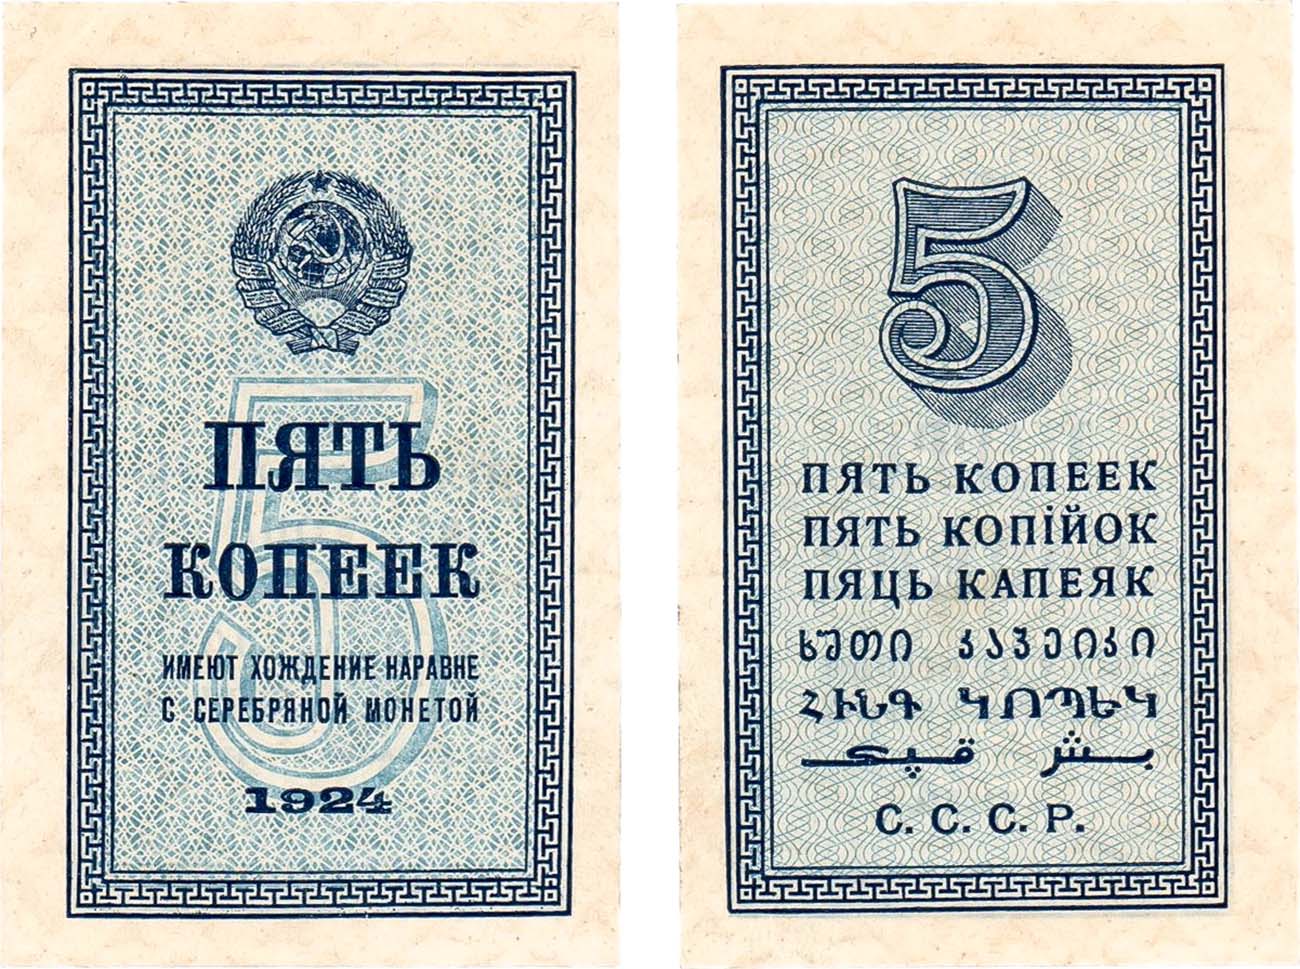 ПЯТЬ
КОПЕЕК
ИМЕЮТ ХОЖДЕНИЕ НАРАВНЕ
С СЕРЕБРЯНОЙ МОНЕТОЙ
1924
5
5
ПЯТЬ КОПЕЕК
ПЯТЬ КОПІЙОК
ПЯЦЬ КАПЕЯК
ხუთი კაპეიკი
ՀԻՆԳ ԿՈՊԵԿ
بش قپك
С. С. С. Р.